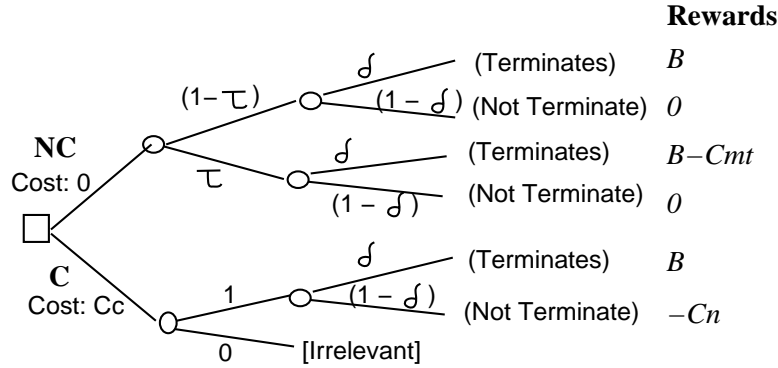 Rewards
δ (Terminates) B
(1−τ) (1 − δ) (Not Terminate) 0
NC δ (Terminates) B−Cmt
Cost: 0 τ (1 − δ) (Not Terminate) 0
C δ (Terminates) B
Cost: Cc 1 (1 − δ) (Not Terminate) −Cn
0 [Irrelevant]